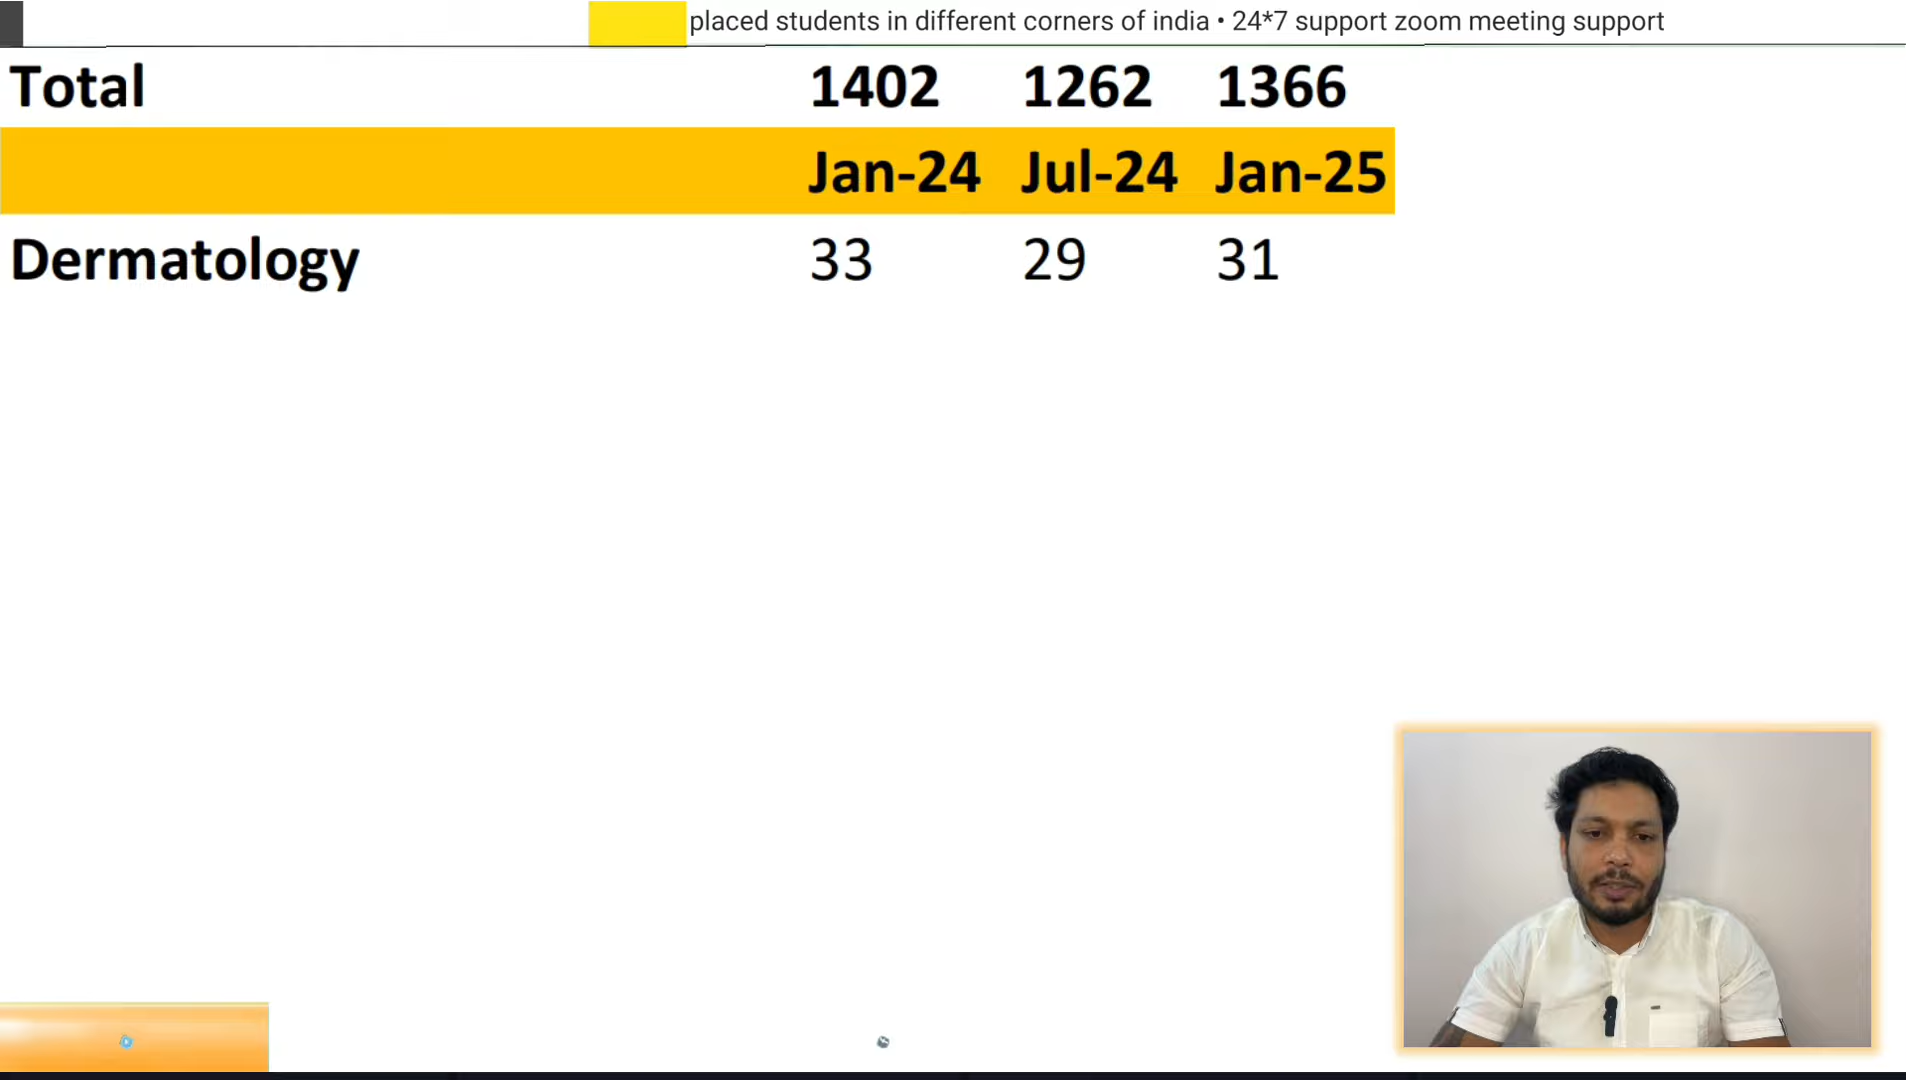 placed students in different corners of india • 24*7 support zoom meeting support
Total 1402 1262 1366
Jan-24 Jul-24 Jan-25
Dermatology 33 29 31